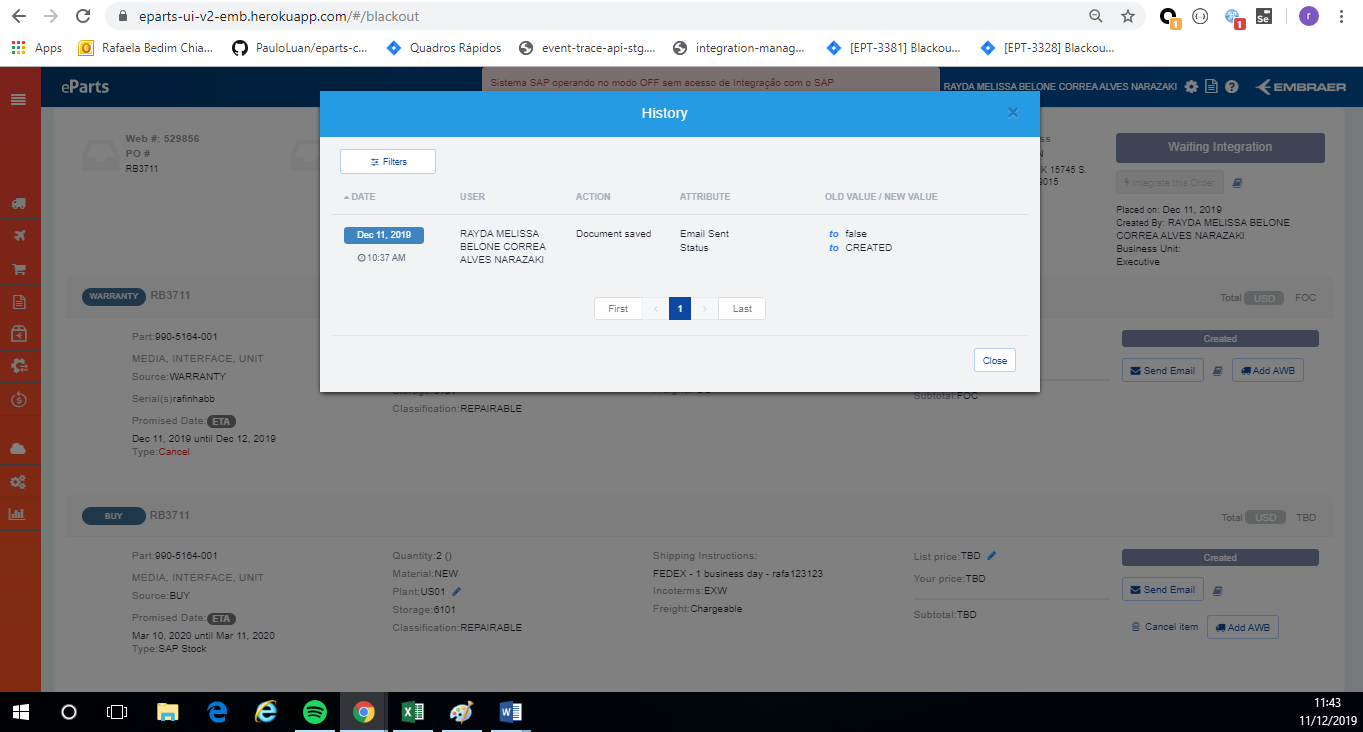 eparts-ui-v2-emb.herokuapp.com/#/blackout
Apps
Rafaela Bedim Chia...
PauloLuan/eparts-c...
Quadros Rápidos
event-trace-api-stg....
integration-manag...
[EPT-3381] Blackou...
[EPT-3328] Blackou...
eParts
Sistema SAP operando no modo OFF sem acesso de Integração com o SAP
RAYDA MELISSA BELONE CORREA ALVES NARAZAKI
EMBRAER
History
Filters
DATE USER ACTION ATTRIBUTE OLD VALUE / NEW VALUE
Dec 11, 2019
10:37 AM
RAYDA MELISSA
BELONE CORREA
ALVES NARAZAKI
Document saved
Email Sent
Status
to false
to CREATED
First ‹ 1 › Last
Close
Web #: 529856
PO #
RB3711
K 15745 S.
9015
Waiting Integration
Integrate this Order
Placed on: Dec 11, 2019
Created By: RAYDA MELISSA BELONE
CORREA ALVES NARAZAKI
Business Unit:
Executive
WARRANTY RB3711
Total USD FOC
Part:990-5164-001
MEDIA, INTERFACE, UNIT
Source:WARRANTY
Serial(s)rafinhabb
Promised Date: ETA
Dec 11, 2019 until Dec 12, 2019
Type:Cancel
Classification:REPAIRABLE
Subtotal:FOC
Created
Send Email
Add AWB
BUY RB3711
Total USD TBD
Part:990-5164-001
MEDIA, INTERFACE, UNIT
Source:BUY
Promised Date: ETA
Mar 10, 2020 until Mar 11, 2020
Type:SAP Stock
Quantity:2 ()
Material:NEW
Plant:US01
Storage:6101
Classification:REPAIRABLE
Shipping Instructions:
FEDEX - 1 business day - rafa123123
Incoterms:EXW
Freight:Chargeable
List price:TBD
Your price:TBD
Subtotal:TBD
Created
Send Email
Cancel item
Add AWB
11:43
11/12/2019